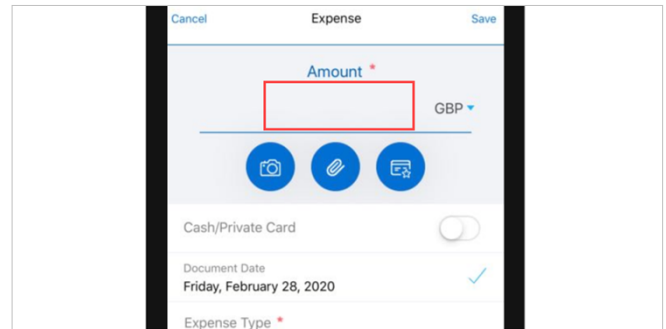 Cancel Expense Save
Amount *
GBP
Cash/Private Card
Document Date
Friday, February 28, 2020
Expense Type *